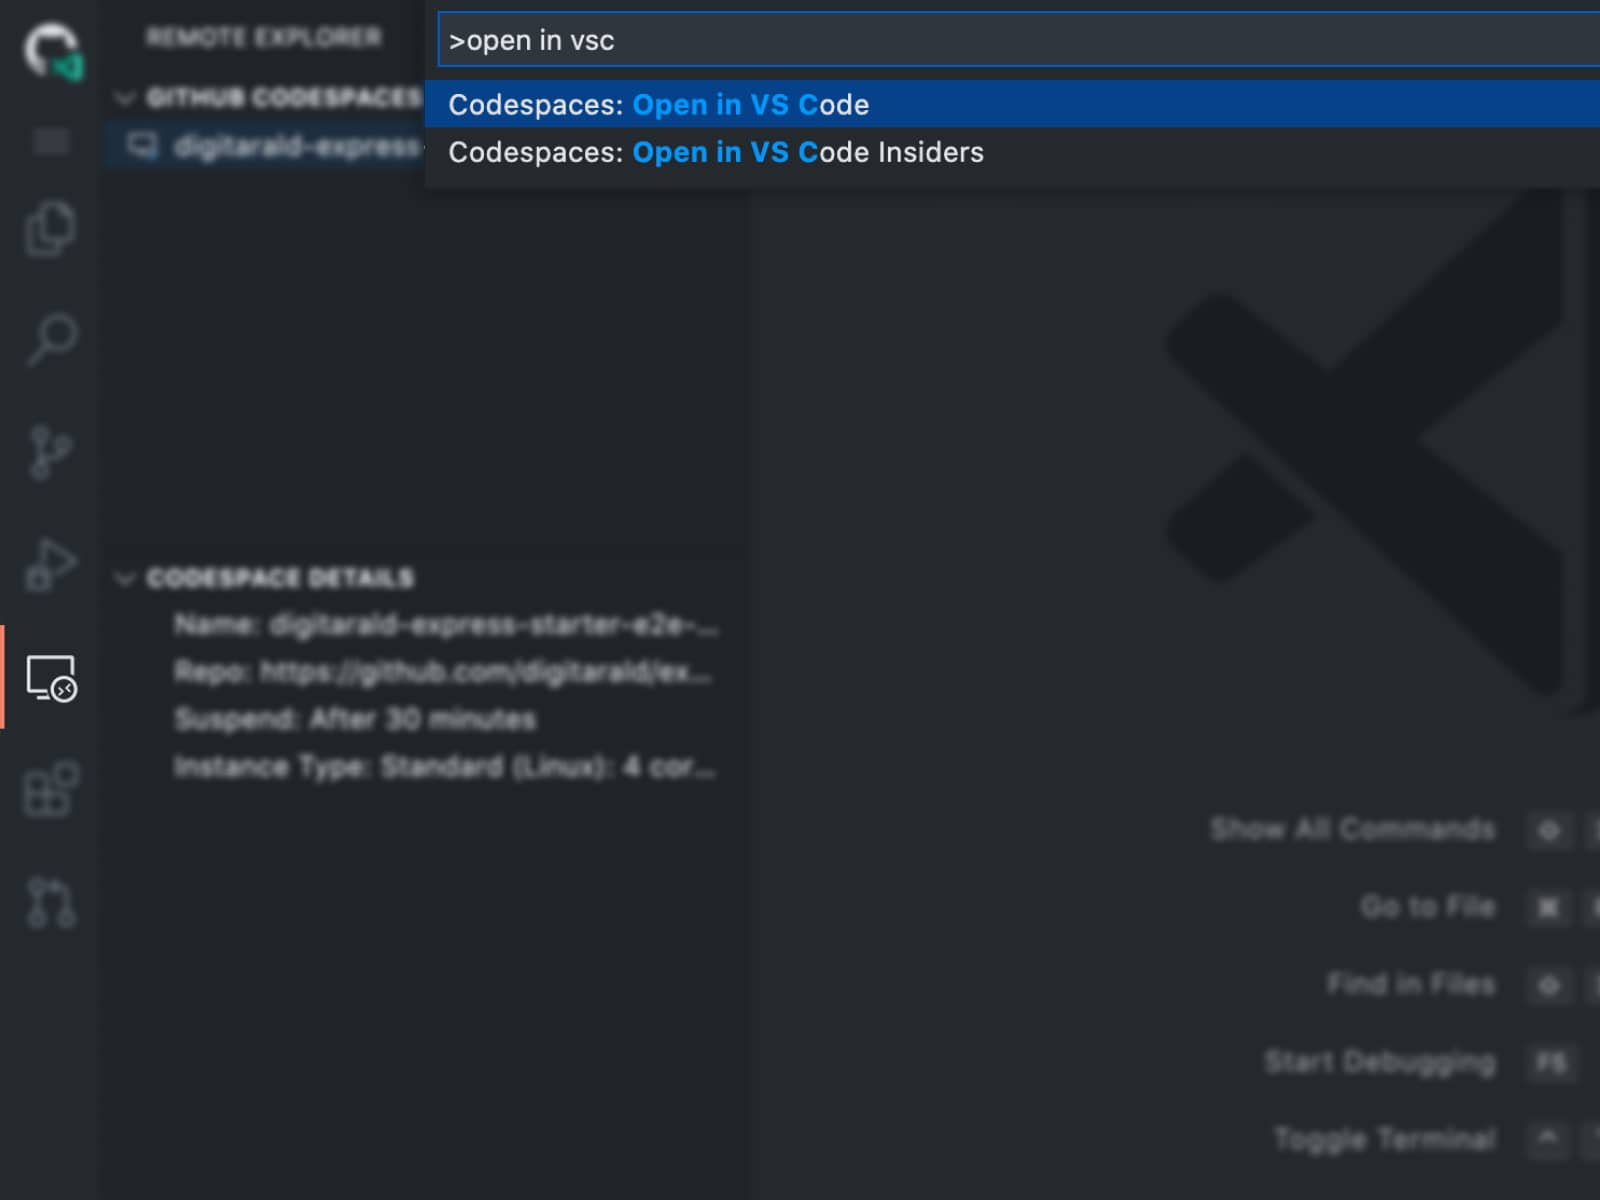 REMOTE EXPLORER
>open in vsc
GITHUB CODESPACES
Codespaces: Open in VS Code
digitarald-express-
Codespaces: Open in VS Code Insiders
CODESPACE DETAILS
Name: digitarald-express-starter-e2e-...
Repo: https://github.com/digitarald/ex...
Suspend: After 30 minutes
Instance Type: Standard (Linux): 4 cor...
Show All Commands
Go to File ⌘
Find in Files
Start Debugging F5
Toggle Terminal ^